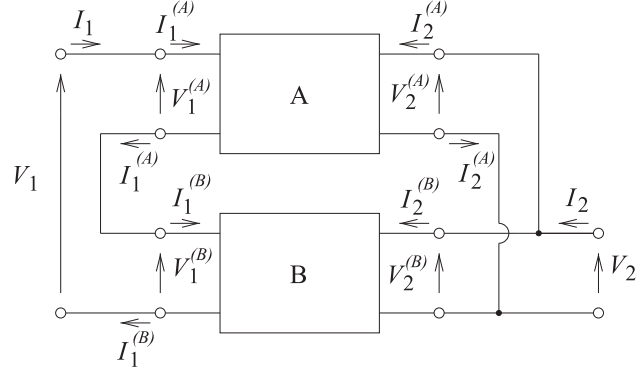 I₁ I₁⁽ᴬ⁾ I₂⁽ᴬ⁾
V₁⁽ᴬ⁾ A V₂⁽ᴬ⁾
V₁ I₁⁽ᴬ⁾ I₂⁽ᴬ⁾
I₁⁽ᴮ⁾ I₂⁽ᴮ⁾ I₂
V₁⁽ᴮ⁾ B V₂⁽ᴮ⁾ V₂
I₁⁽ᴮ⁾